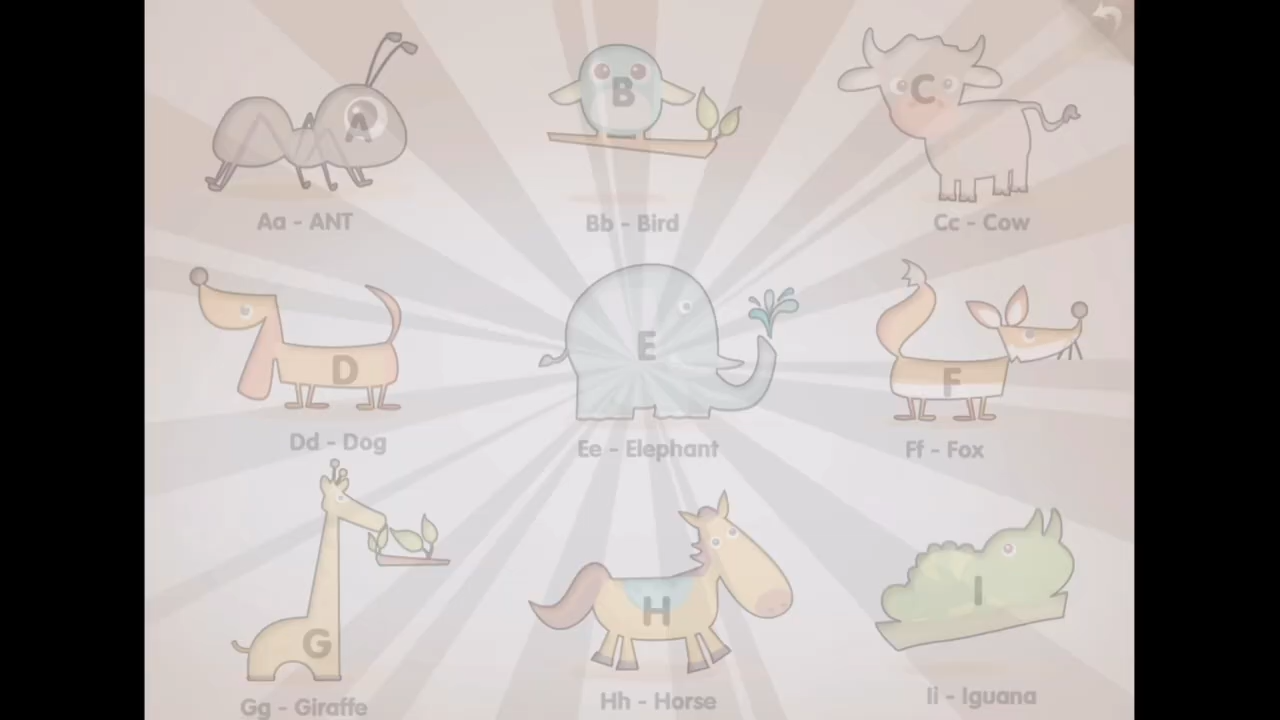 A
B
C
Aa - ANT
Bb - Bird
Cc - Cow
D
E
F
Dd - Dog
Ee - Elephant
Ff - Fox
G
H
I
Gg - Giraffe
Hh - Horse
Ii - Iguana